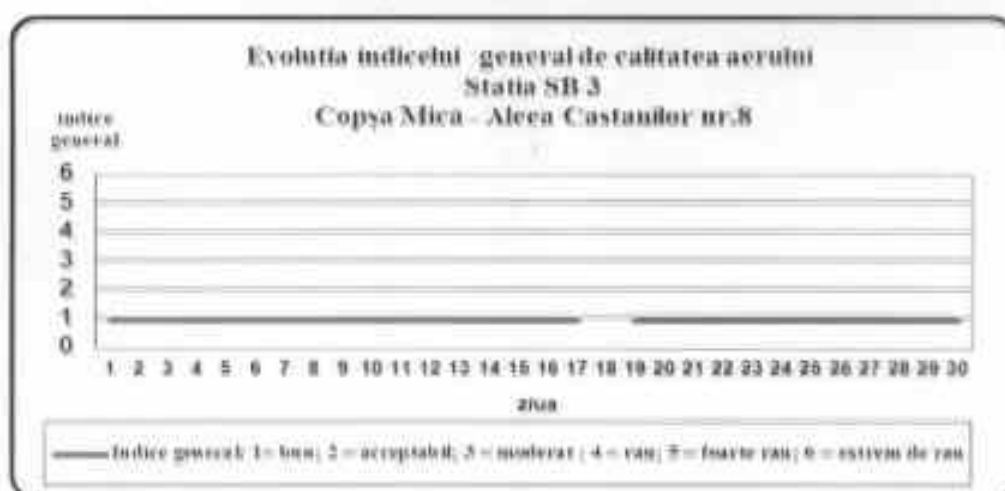 Evolutia indicelui general de calitatea aerului
Statia SB 3
Copşa Mica - Aleea Castanilor nr.8
indice
general
6
5
4
3
2
1
0
1 2 3 4 5 6 7 8 9 10 11 12 13 14 15 16 17 18 19 20 21 22 23 24 25 26 27 28 29 30
ziua
Indice general: 1= bun; 2 = acceptabil; 3 = moderat ; 4 = rau; 5 = foarte rau; 6 = extrem de rau